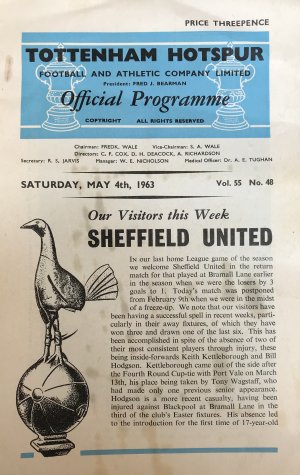 PRICE THREEPENCE
TOTTENHAM HOTSPUR
FOOTBALL AND ATHLETIC COMPANY LIMITED
President: FRED J. BEARMAN
Official Programme
COPYRIGHT ALL RIGHTS RESERVED
Chairman: FREDK. WALE Vice-Chairman: S. A. WALE
Directors: C. F. COX, D. H. DEACOCK, A. RICHARDSON
Secretary: R. S. JARVIS Manager: W. E. NICHOLSON Medical Officer: Dr. A. E. TUGHAN
SATURDAY, MAY 4th, 1963 Vol. 55 No. 48
Our Visitors this Week
SHEFFIELD UNITED
IN our last home League game of the season
we welcome Sheffield United in the return
match for that played at Bramall Lane earlier
in the season when we were the losers by 3
goals to 1. Today's match was postponed
from February 9th when we were in the midst
of a freeze-up. We note that our visitors have
been having a successful spell in recent weeks, parti-
cularly in their away fixtures, of which they have
won three and drawn one of the last six. This has
been accomplished in spite of the absence of two of
their most consistent players through injury, these
being inside-forwards Keith Kettleborough and Bill
Hodgson. Kettleborough came out of the side after
the Fourth Round Cup-tie with Port Vale on March
13th, his place being taken by Tony Wagstaff, who
had made only one previous senior appearance.
Hodgson is a more recent casualty, having been
injured against Blackpool at Bramall Lane in the
third of the club's Easter fixtures. His absence led
to the introduction for the first time of 17-year-old